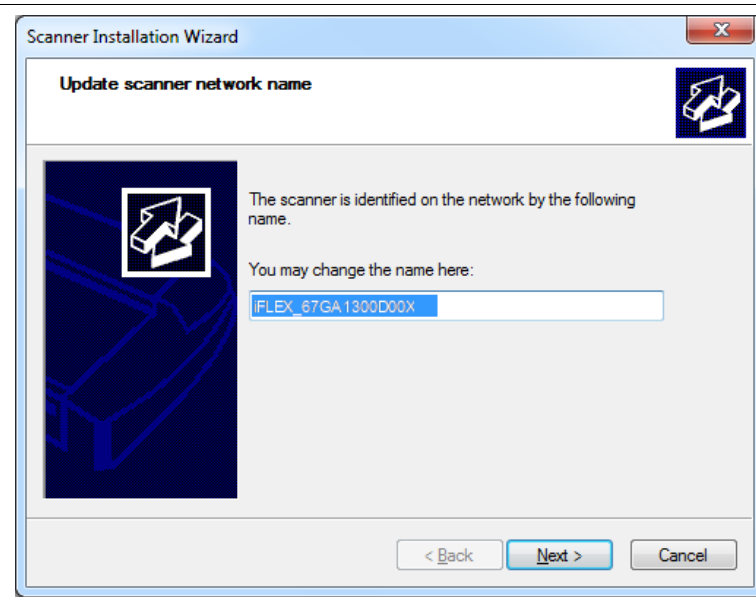 Scanner Installation Wizard
Update scanner network name
The scanner is identified on the network by the following
name.
You may change the name here:
iFLEX_67GA1300D00X
< Back
Next >
Cancel